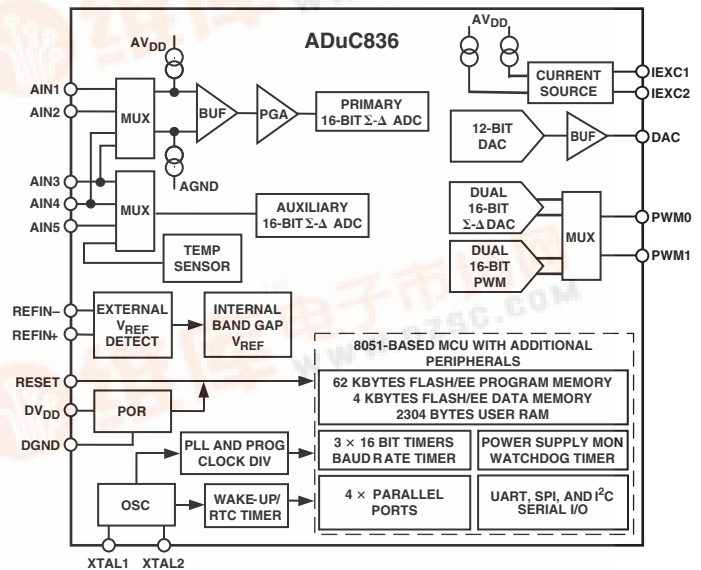 ADuC836
AVDD
AIN1
AIN2
MUX
BUF
PGA
PRIMARY
16-BIT Σ-Δ ADC
AGND
AIN3
AIN4
AIN5
MUX
AUXILIARY
16-BIT Σ-Δ ADC
TEMP
SENSOR
AVDD
CURRENT
SOURCE
IEXC1
IEXC2
12-BIT
DAC
BUF
DAC
DUAL
16-BIT
Σ-Δ DAC
DUAL
16-BIT
PWM
MUX
PWM0
PWM1
REFIN–
REFIN+
EXTERNAL
VREF
DETECT
INTERNAL
BAND GAP
VREF
RESET
DVDD
DGND
POR
8051-BASED MCU WITH ADDITIONAL
PERIPHERALS
62 KBYTES FLASH/EE PROGRAM MEMORY
4 KBYTES FLASH/EE DATA MEMORY
2304 BYTES USER RAM
PLL AND PROG
CLOCK DIV
3 × 16 BIT TIMERS
BAUD RATE TIMER
POWER SUPPLY MON
WATCHDOG TIMER
OSC
WAKE-UP/
RTC TIMER
4 × PARALLEL
PORTS
UART, SPI, AND I2C
SERIAL I/O
XTAL1
XTAL2